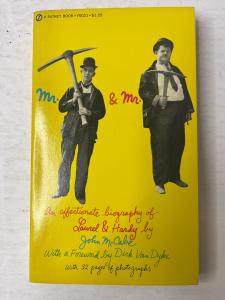 A SIGNET BOOK • Y5023 • $1.25
Mr. & Mr.
An affectionate biography of
Laurel & Hardy by
John McCabe
With a Foreword by Dick Van Dyke
With 32 pages of photographs